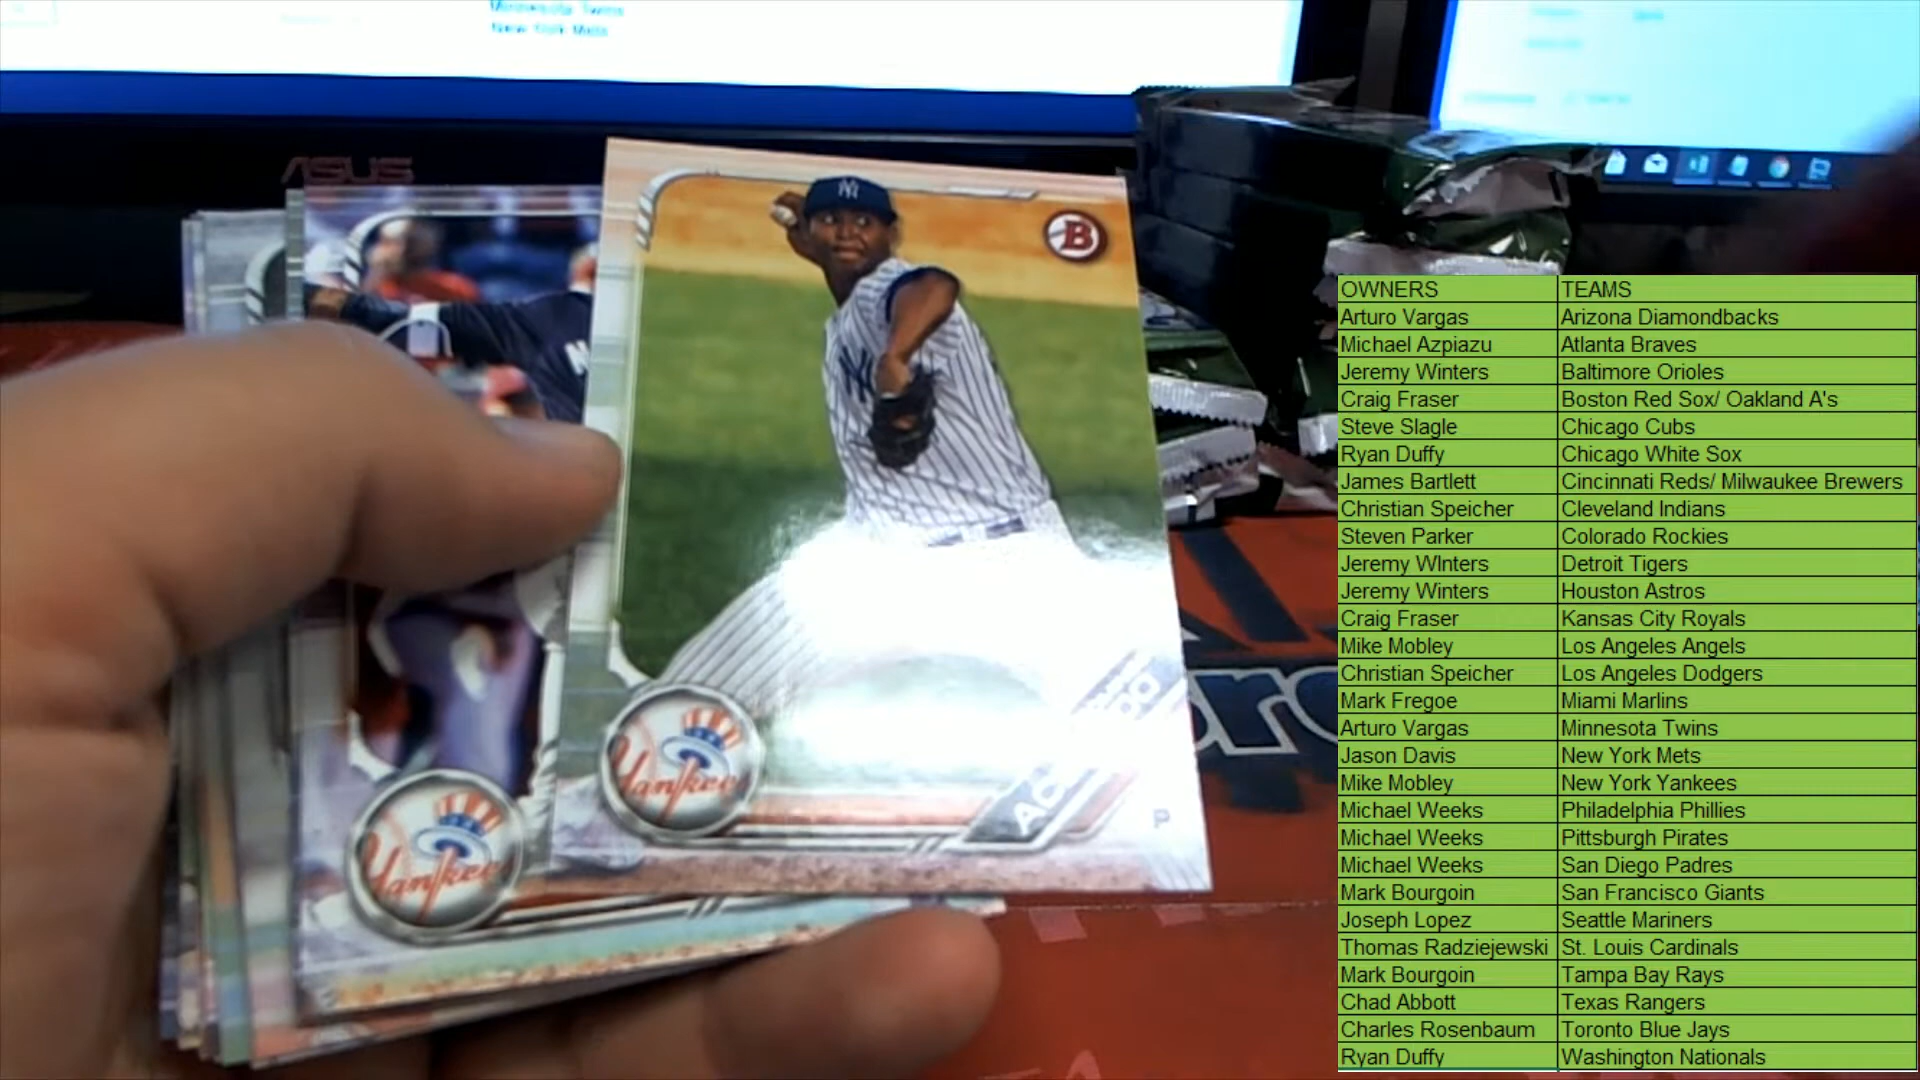 Minnesota Twins
New York Mets
ASUS
NY
B
Yankees
Yankees
P
OWNERS TEAMS
Arturo Vargas Arizona Diamondbacks
Michael Azpiazu Atlanta Braves
Jeremy Winters Baltimore Orioles
Craig Fraser Boston Red Sox/ Oakland A's
Steve Slagle Chicago Cubs
Ryan Duffy Chicago White Sox
James Bartlett Cincinnati Reds/ Milwaukee Brewers
Christian Speicher Cleveland Indians
Steven Parker Colorado Rockies
Jeremy WInters Detroit Tigers
Jeremy Winters Houston Astros
Craig Fraser Kansas City Royals
Mike Mobley Los Angeles Angels
Christian Speicher Los Angeles Dodgers
Mark Fregoe Miami Marlins
Arturo Vargas Minnesota Twins
Jason Davis New York Mets
Mike Mobley New York Yankees
Michael Weeks Philadelphia Phillies
Michael Weeks Pittsburgh Pirates
Michael Weeks San Diego Padres
Mark Bourgoin San Francisco Giants
Joseph Lopez Seattle Mariners
Thomas Radziejewski St. Louis Cardinals
Mark Bourgoin Tampa Bay Rays
Chad Abbott Texas Rangers
Charles Rosenbaum Toronto Blue Jays
Ryan Duffy Washington Nationals